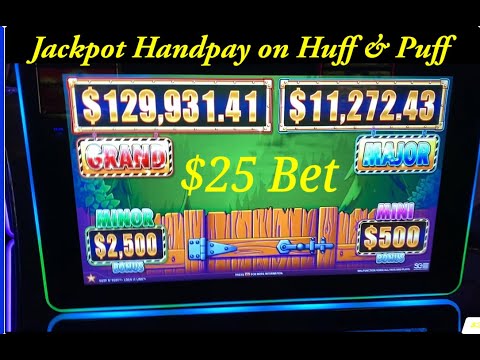 Jackpot Handpay on Huff & Puff
$129,931.41
$11,272.43
GRAND
MAJOR
$25 Bet
MINOR
$2,500
BONUS
MINI
$500
BONUS